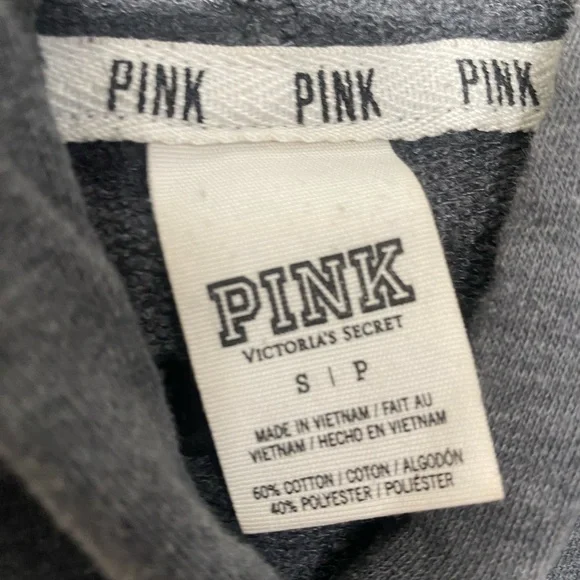 PINK PINK PINK
PINK
VICTORIA'S SECRET
S | P
MADE IN VIETNAM / FAIT AU
VIETNAM / HECHO EN VIETNAM
60% COTTON / COTON / ALGODÓN
40% POLYESTER / POLIÉSTER